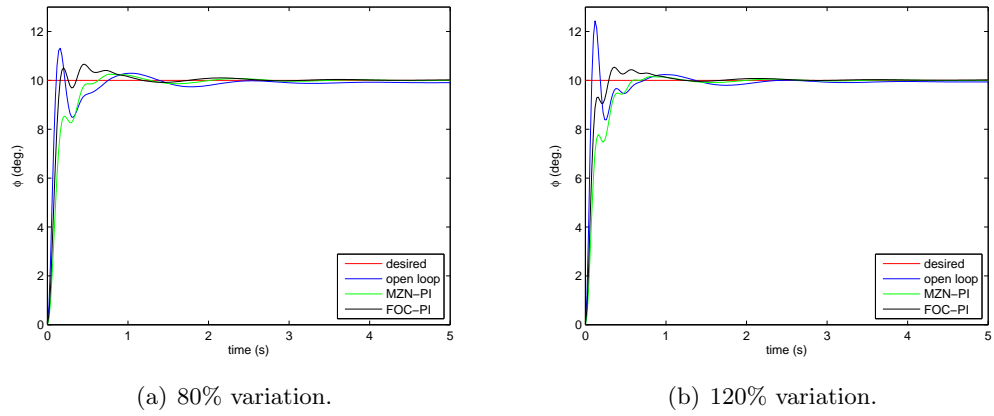 12
10
8
6
4
2
0
φ (deg.)
0 1 2 3 4 5
time (s)
desired
open loop
MZN−PI
FOC−PI
(a) 80% variation.
12
10
8
6
4
2
0
φ (deg.)
0 1 2 3 4 5
time (s)
desired
open loop
MZN−PI
FOC−PI
(b) 120% variation.